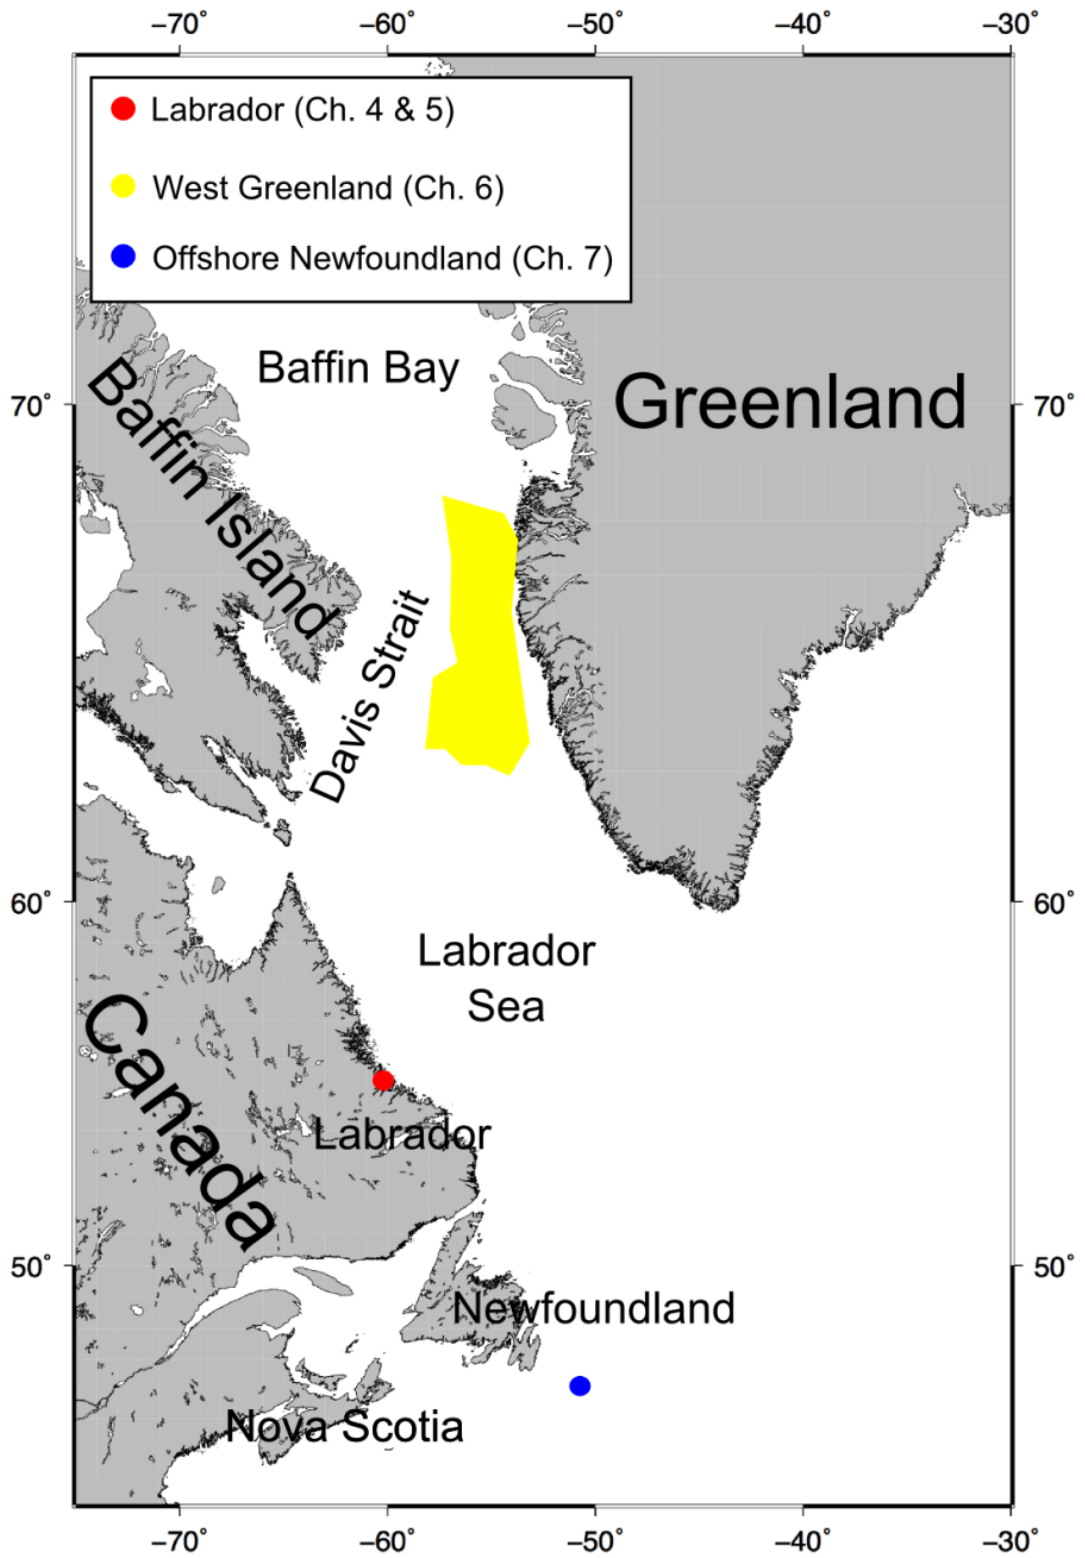 −70° −60° −50° −40° −30°
Labrador (Ch. 4 & 5)
West Greenland (Ch. 6)
Offshore Newfoundland (Ch. 7)
Baffin Bay
Greenland
70° 70°
Baffin Island
Davis Strait
60° 60°
Labrador
Sea
Canada
Labrador
50° 50°
Newfoundland
Nova Scotia
−70° −60° −50° −40° −30°